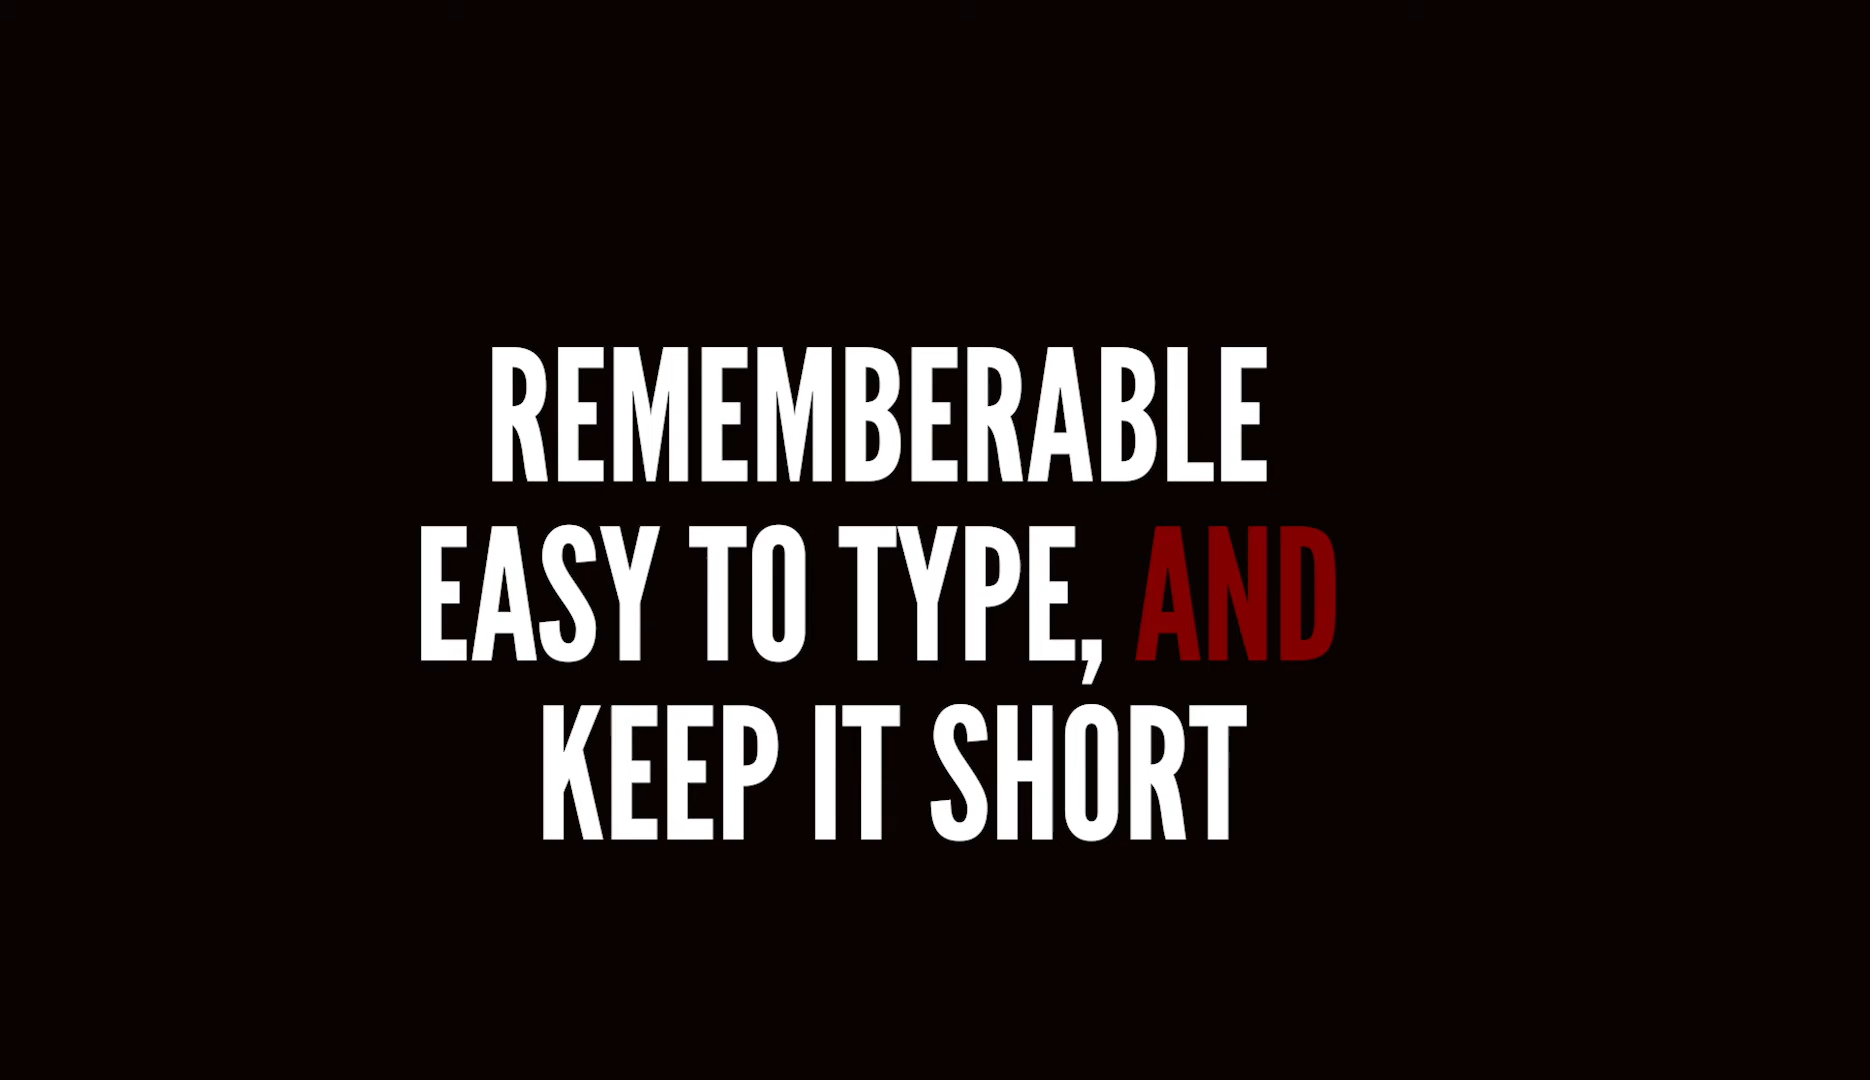 REMEMBERABLE
EASY TO TYPE, AND
KEEP IT SHORT